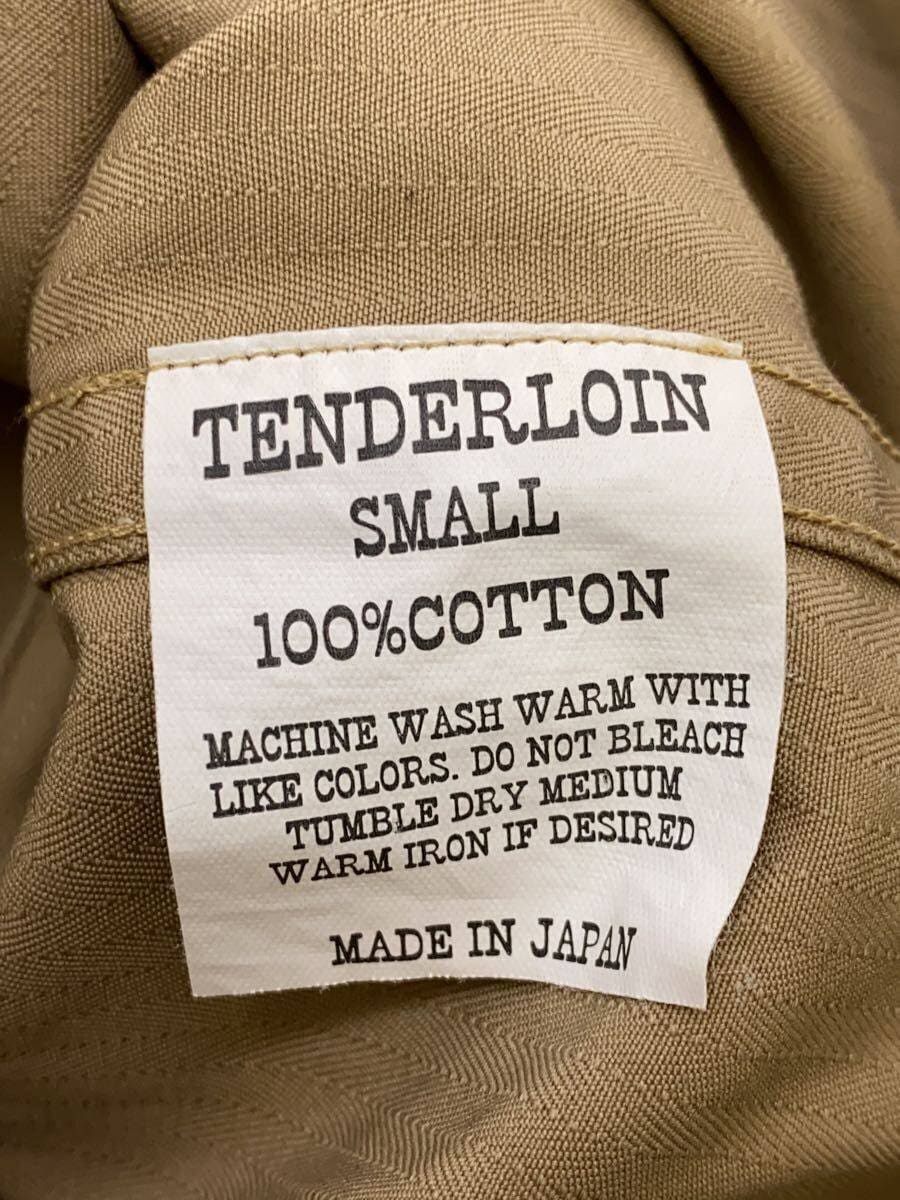 TENDERLOIN
SMALL
100%COTTON
MACHINE WASH WARM WITH
LIKE COLORS. DO NOT BLEACH
TUMBLE DRY MEDIUM
WARM IRON IF DESIRED
MADE IN JAPAN